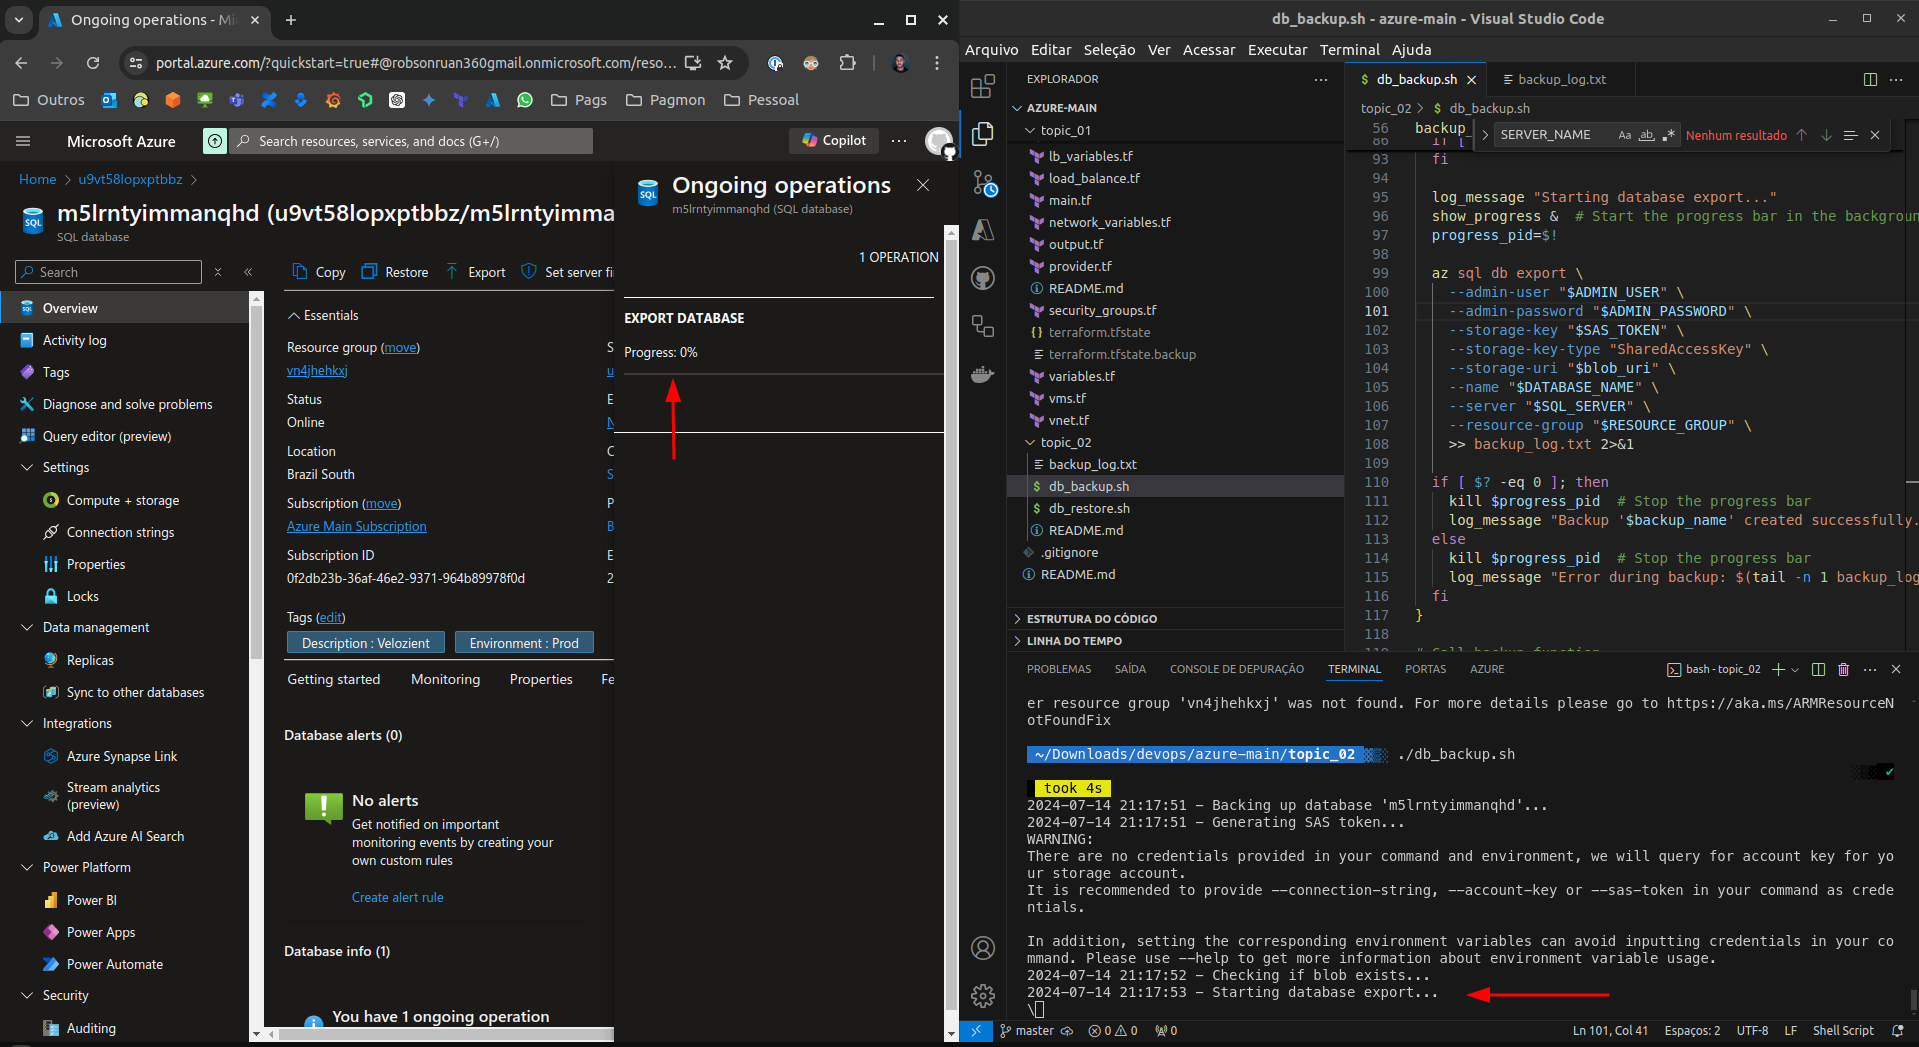 Ongoing operations - Mi
portal.azure.com/?quickstart=true#@robsonruan360gmail.onmicrosoft.com/reso...
Outros
Pags
Pagmon
Pessoal
Microsoft Azure
Search resources, services, and docs (G+/)
Copilot
Home > u9vt58lopxptbbz >
m5lrntyimmanqhd (u9vt58lopxptbbz/m5lrntyimma
SQL database
Search
Copy
Restore
Export
Set server fi
Overview
Activity log
Tags
Diagnose and solve problems
Query editor (preview)
Settings
Compute + storage
Connection strings
Properties
Locks
Data management
Replicas
Sync to other databases
Integrations
Azure Synapse Link
Stream analytics
(preview)
Add Azure AI Search
Power Platform
Power BI
Power Apps
Power Automate
Security
Auditing
Essentials
Resource group (move)
vn4jhehkxj
Status
Online
Location
Brazil South
Subscription (move)
Azure Main Subscription
Subscription ID
0f2db23b-36af-46e2-9371-964b89978f0d
Tags (edit)
Description : Velozient
Environment : Prod
S
u
E
N
C
S
P
B
E
2
Getting started
Monitoring
Properties
Fe
Database alerts (0)
No alerts
Get notified on important
monitoring events by creating your
own custom rules
Create alert rule
Database info (1)
You have 1 ongoing operation
SQL
Ongoing operations
m5lrntyimmanqhd (SQL database)
1 OPERATION
EXPORT DATABASE
Progress: 0%
db_backup.sh - azure-main - Visual Studio Code
Arquivo Editar Seleção Ver Acessar Executar Terminal Ajuda
EXPLORADOR
AZURE-MAIN
topic_01
lb_variables.tf
load_balance.tf
main.tf
network_variables.tf
output.tf
provider.tf
README.md
security_groups.tf
terraform.tfstate
terraform.tfstate.backup
variables.tf
vms.tf
vnet.tf
topic_02
backup_log.txt
db_backup.sh
db_restore.sh
README.md
.gitignore
README.md
ESTRUTURA DO CÓDIGO
LINHA DO TEMPO
db_backup.sh
backup_log.txt
topic_02 > $ db_backup.sh
SERVER_NAME
Aa ab .*
Nenhum resultado
56 backup_
86 if [
93 fi
94
95 log_message "Starting database export..."
96 show_progress & # Start the progress bar in the backgroun
97 progress_pid=$!
98
99 az sql db export \
100 --admin-user "$ADMIN_USER" \
101 --admin-password "$ADMIN_PASSWORD" \
102 --storage-key "$SAS_TOKEN" \
103 --storage-key-type "SharedAccessKey" \
104 --storage-uri "$blob_uri" \
105 --name "$DATABASE_NAME" \
106 --server "$SQL_SERVER" \
107 --resource-group "$RESOURCE_GROUP" \
108 >> backup_log.txt 2>&1
109
110 if [ $? -eq 0 ]; then
111 kill $progress_pid # Stop the progress bar
112 log_message "Backup '$backup_name' created successfully.
113 else
114 kill $progress_pid # Stop the progress bar
115 log_message "Error during backup: $(tail -n 1 backup_log
116 fi
117 }
118
PROBLEMAS SAÍDA CONSOLE DE DEPURAÇÃO TERMINAL PORTAS AZURE
bash - topic_02
er resource group 'vn4jhehkxj' was not found. For more details please go to https://aka.ms/ARMResourceN
otFoundFix
~/Downloads/devops/azure-main/topic_02 ./db_backup.sh
took 4s
2024-07-14 21:17:51 - Backing up database 'm5lrntyimmanqhd'...
2024-07-14 21:17:51 - Generating SAS token...
WARNING:
There are no credentials provided in your command and environment, we will query for account key for yo
ur storage account.
It is recommended to provide --connection-string, --account-key or --sas-token in your command as crede
ntials.
In addition, setting the corresponding environment variables can avoid inputting credentials in your co
mmand. Please use --help to get more information about environment variable usage.
2024-07-14 21:17:52 - Checking if blob exists...
2024-07-14 21:17:53 - Starting database export...
\
master
0 0
0
Ln 101, Col 41
Espaços: 2
UTF-8
LF
Shell Script